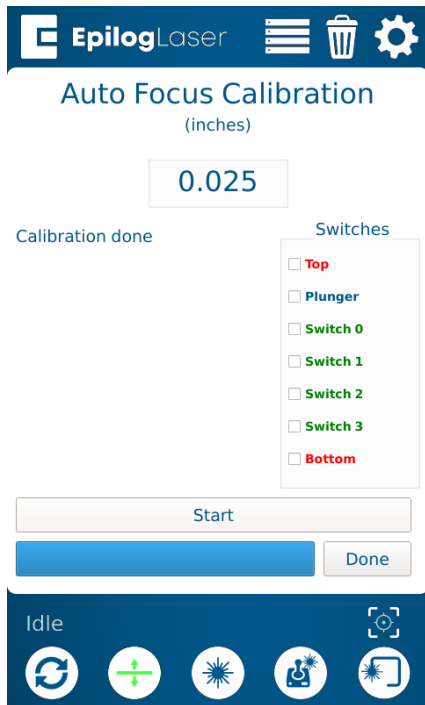 EpilogLaser
Auto Focus Calibration
(inches)
0.025
Calibration done
Switches
Top
Plunger
Switch 0
Switch 1
Switch 2
Switch 3
Bottom
Start
Done
Idle